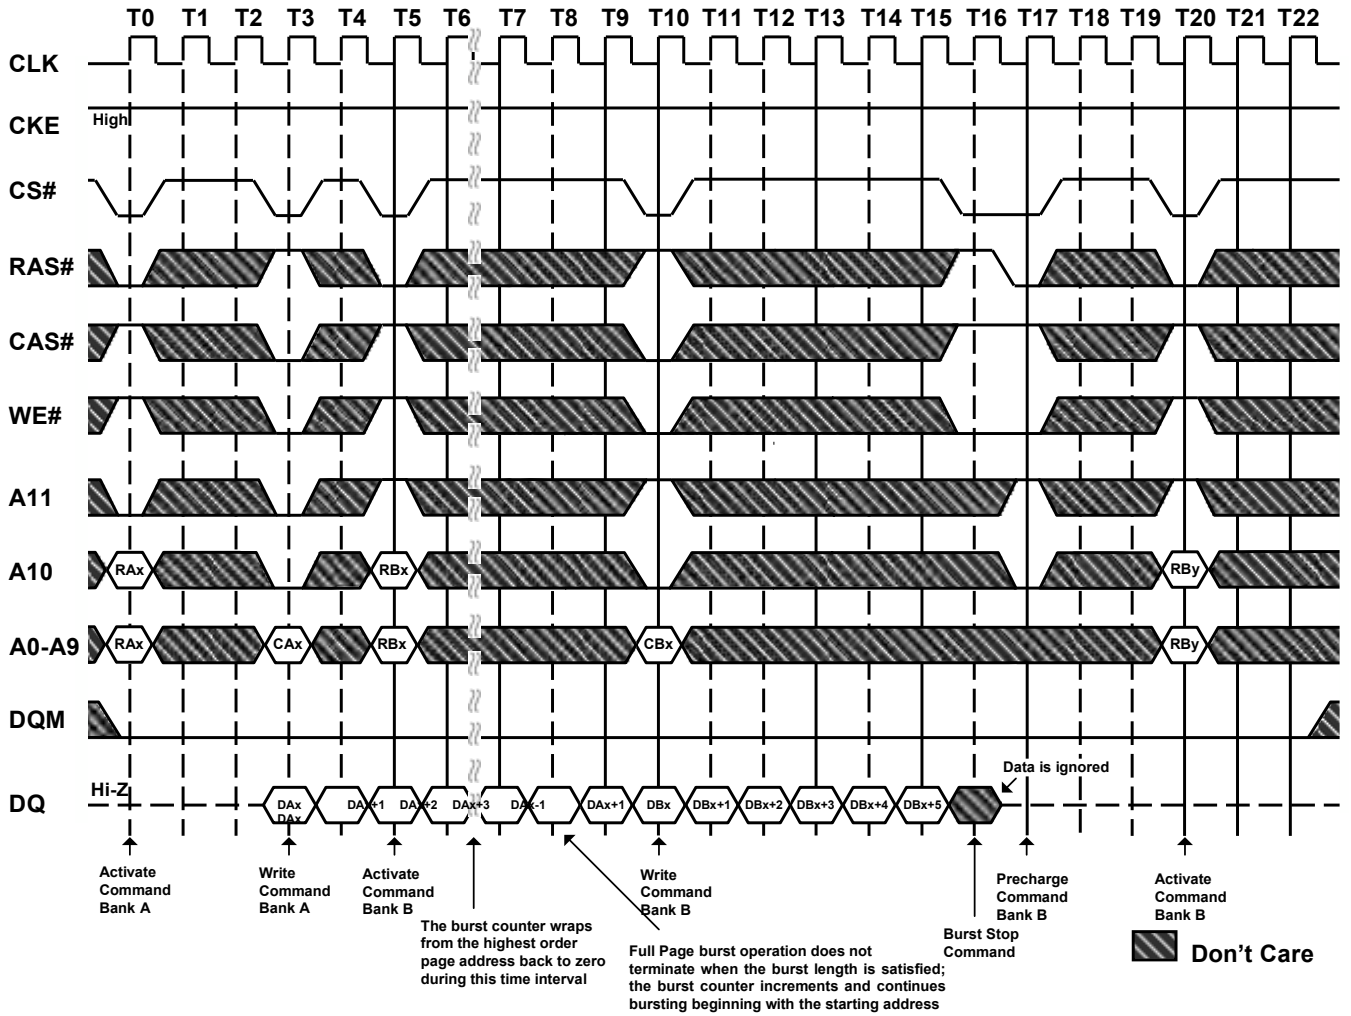 T0 T1 T2 T3 T4 T5 T6 T7 T8 T9 T10 T11 T12 T13 T14 T15 T16 T17 T18 T19 T20 T21 T22
CLK
CKE High
CS#
RAS#
CAS#
WE#
A11
A10 RAx RBx RBy
A0-A9 RAx CAx RBx CBx RBy
DQM
Data is ignored
DQ Hi-Z DAx DAx+1 DAx+2 DAx+3 DAx-1 DAx+1 DBx DBx+1 DBx+2 DBx+3 DBx+4 DBx+5
DAx
Activate
Command
Bank A
Write
Command
Bank A
Activate
Command
Bank B
The burst counter wraps
from the highest order
page address back to zero
during this time interval
Write
Command
Bank B
Full Page burst operation does not
terminate when the burst length is satisfied;
the burst counter increments and continues
bursting beginning with the starting address
Burst Stop
Command
Precharge
Command
Bank B
Activate
Command
Bank B
Don't Care